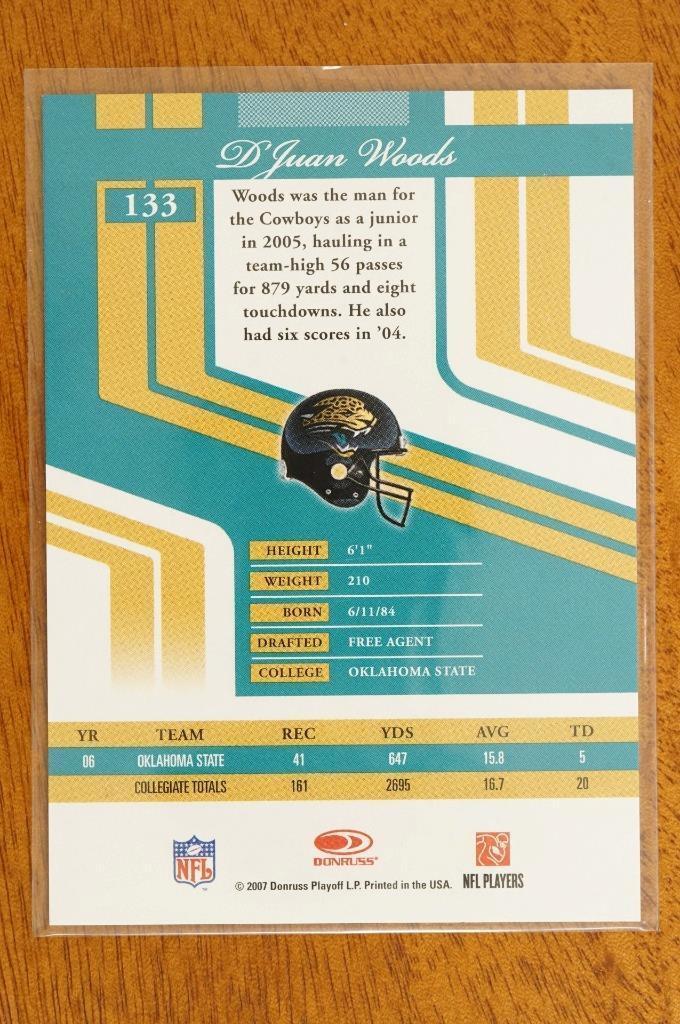 D'Juan Woods
133
Woods was the man for
the Cowboys as a junior
in 2005, hauling in a
team-high 56 passes
for 879 yards and eight
touchdowns. He also
had six scores in '04.
HEIGHT 6'1"
WEIGHT 210
BORN 6/11/84
DRAFTED FREE AGENT
COLLEGE OKLAHOMA STATE
YR TEAM REC YDS AVG TD
06 OKLAHOMA STATE 41 647 15.8 5
COLLEGIATE TOTALS 161 2695 16.7 20
NFL
DONRUSS
© 2007 Donruss Playoff L.P. Printed in the USA.
NFL PLAYERS